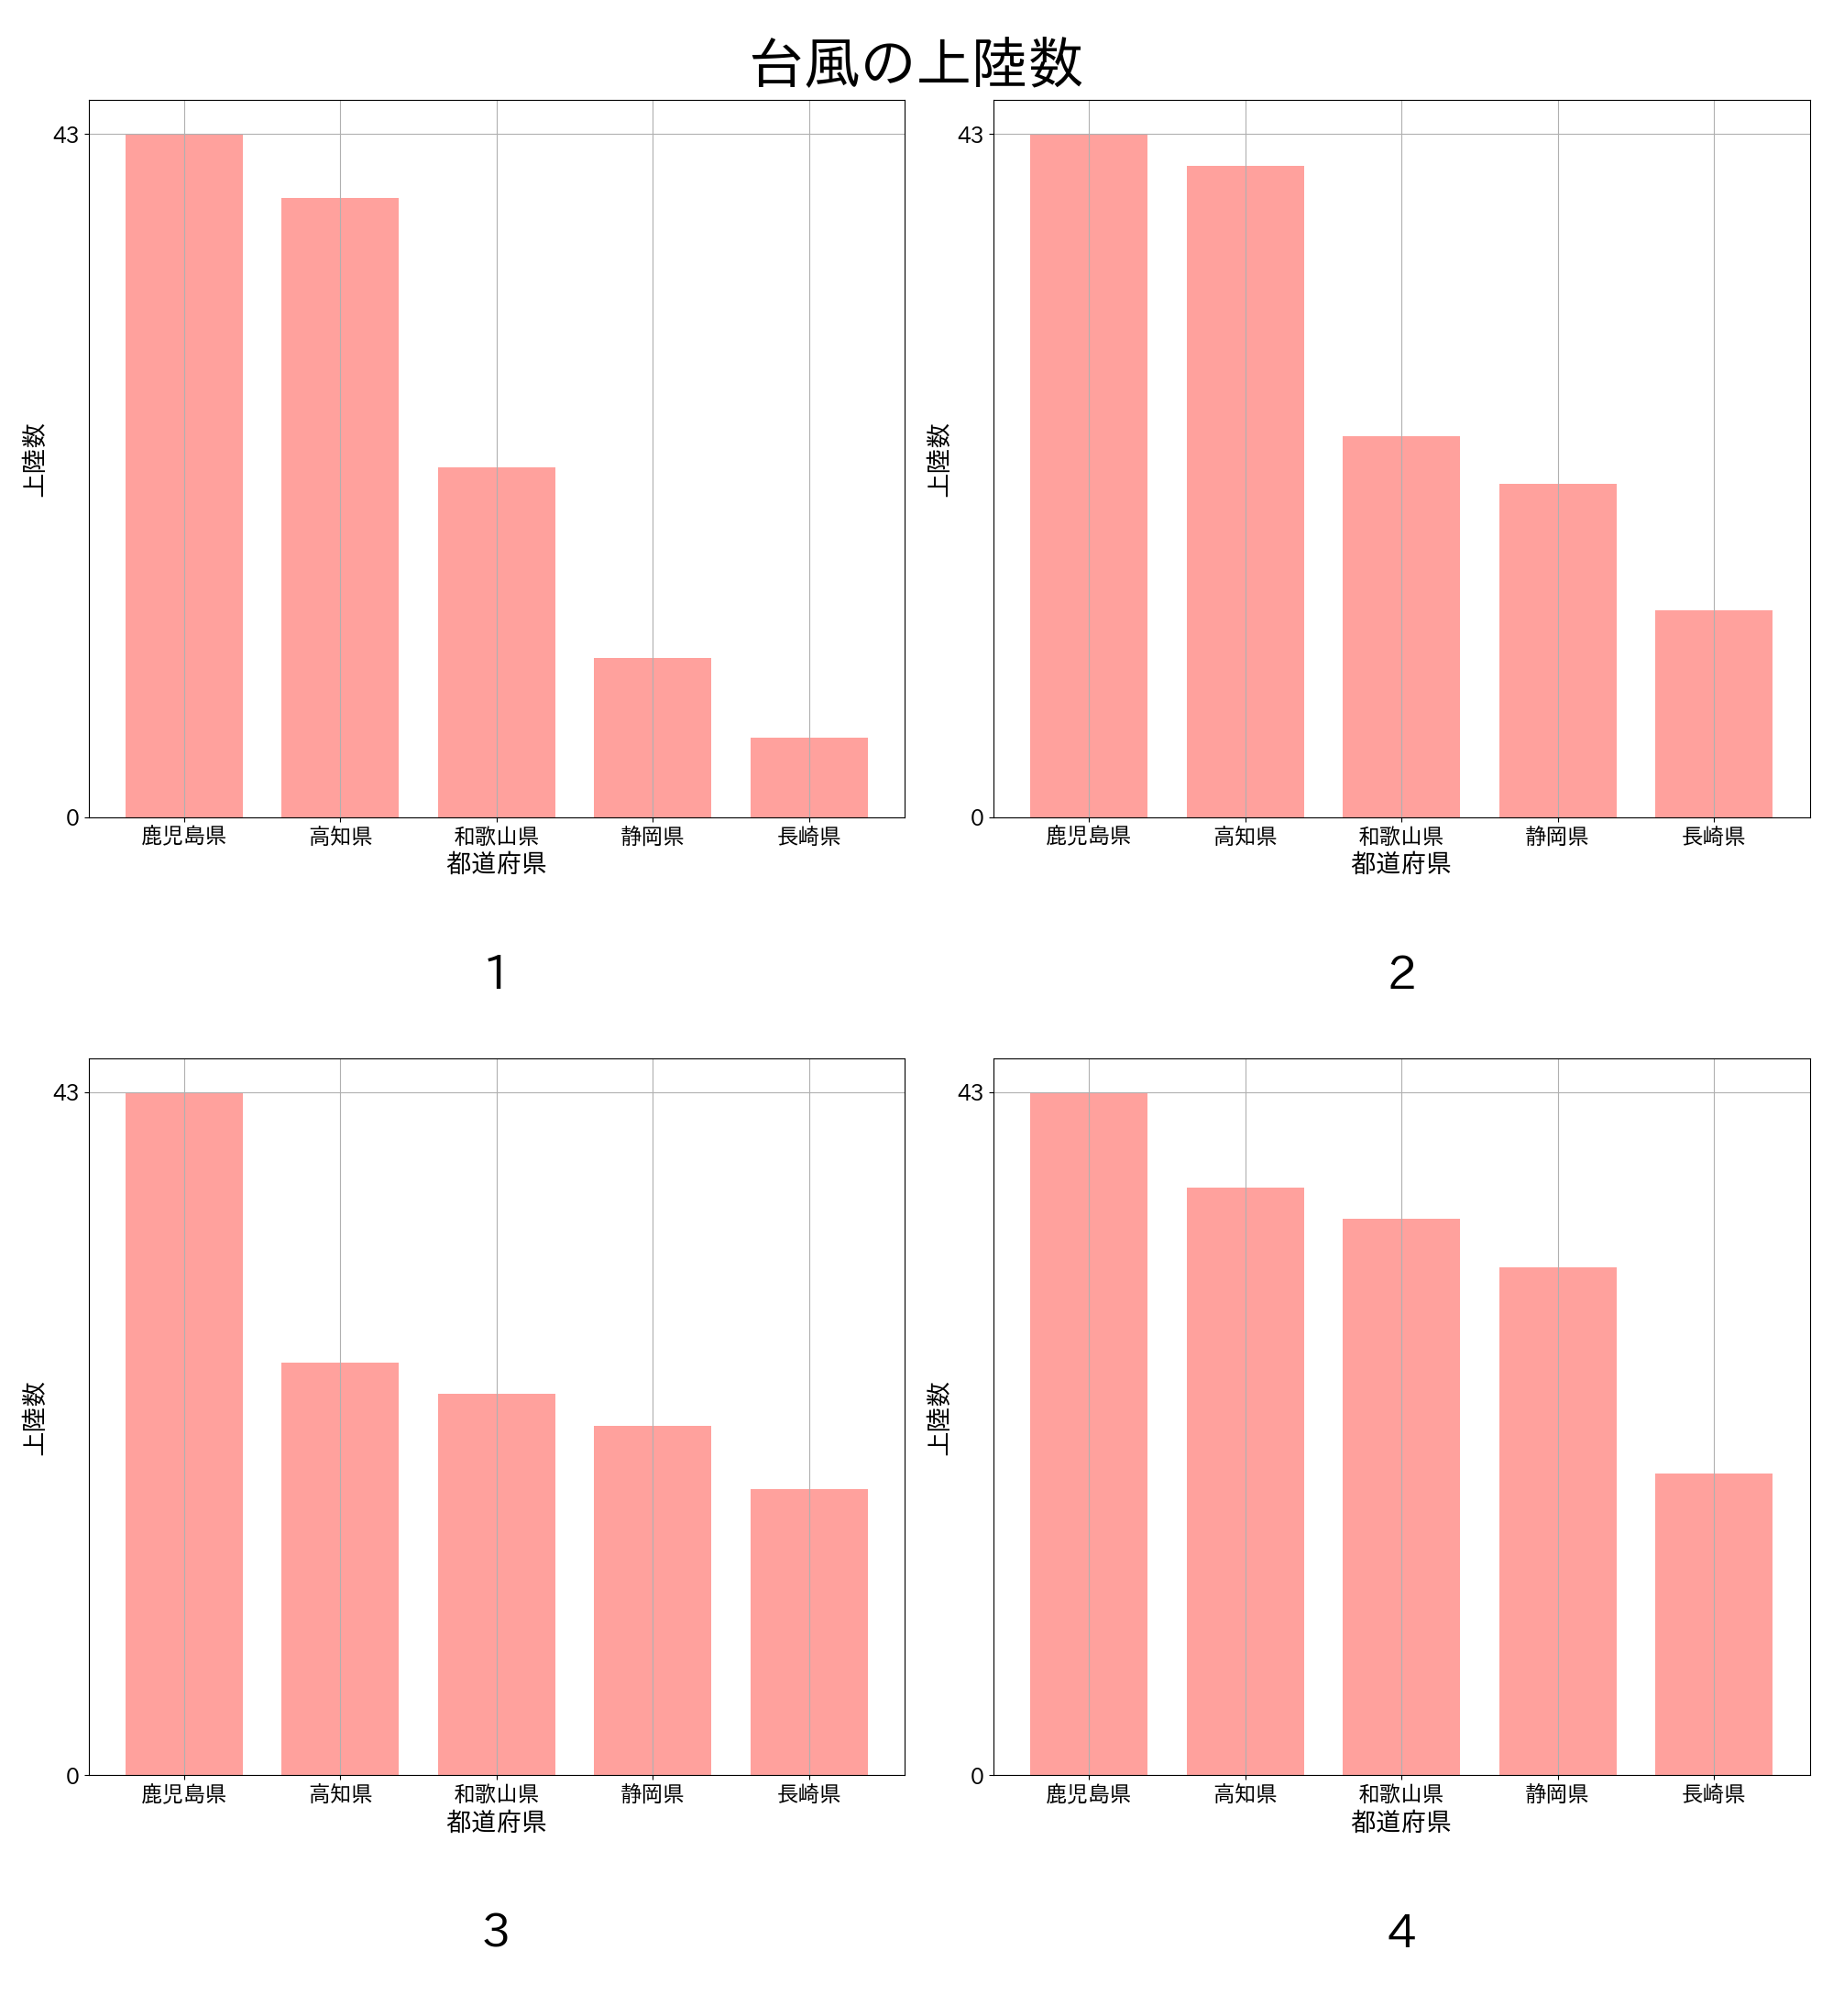 台風の上陸数
43
0
上陸数
鹿児島県 高知県 和歌山県 静岡県 長崎県
都道府県
1
43
0
上陸数
鹿児島県 高知県 和歌山県 静岡県 長崎県
都道府県
2
43
0
上陸数
鹿児島県 高知県 和歌山県 静岡県 長崎県
都道府県
3
43
0
上陸数
鹿児島県 高知県 和歌山県 静岡県 長崎県
都道府県
4